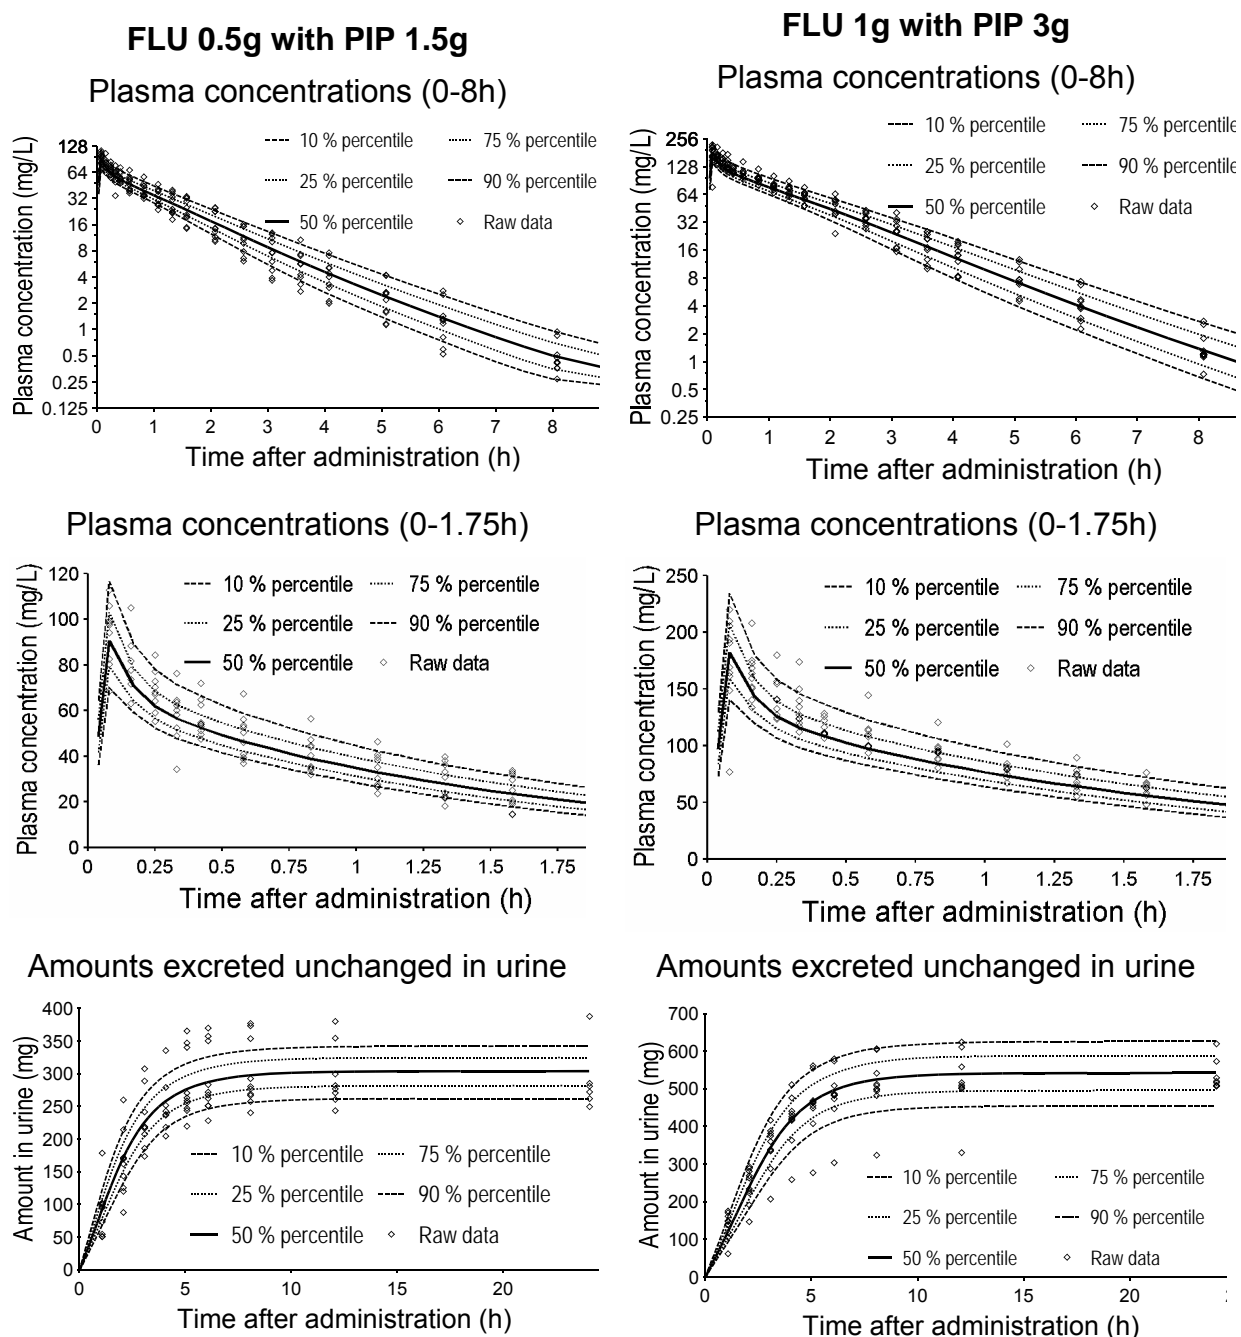 FLU 0.5g with PIP 1.5g
Plasma concentrations (0-8h)
Plasma concentration (mg/L)
128
64
32
16
8
4
2
1
0.5
0.25
0.125
10 % percentile
75 % percentile
25 % percentile
90 % percentile
50 % percentile
Raw data
0 1 2 3 4 5 6 7 8
Time after administration (h)
FLU 1g with PIP 3g
Plasma concentrations (0-8h)
Plasma concentration (mg/L)
256
128
64
32
16
8
4
2
1
0.5
0.25
10 % percentile
75 % percentile
25 % percentile
90 % percentile
50 % percentile
Raw data
0 1 2 3 4 5 6 7 8
Time after administration (h)
Plasma concentrations (0-1.75h)
Plasma concentration (mg/L)
120
100
80
60
40
20
0
10 % percentile
75 % percentile
25 % percentile
90 % percentile
50 % percentile
Raw data
0 0.25 0.5 0.75 1 1.25 1.5 1.75
Time after administration (h)
Plasma concentrations (0-1.75h)
Plasma concentration (mg/L)
250
200
150
100
50
0
10 % percentile
75 % percentile
25 % percentile
90 % percentile
50 % percentile
Raw data
0 0.25 0.5 0.75 1 1.25 1.5 1.75
Time after administration (h)
Amounts excreted unchanged in urine
Amount in urine (mg)
400
350
300
250
200
150
100
50
0
10 % percentile
75 % percentile
25 % percentile
90 % percentile
50 % percentile
Raw data
0 5 10 15 20
Time after administration (h)
Amounts excreted unchanged in urine
Amount in urine (mg)
700
600
500
400
300
200
100
0
10 % percentile
75 % percentile
25 % percentile
90 % percentile
50 % percentile
Raw data
0 5 10 15 20
Time after administration (h)